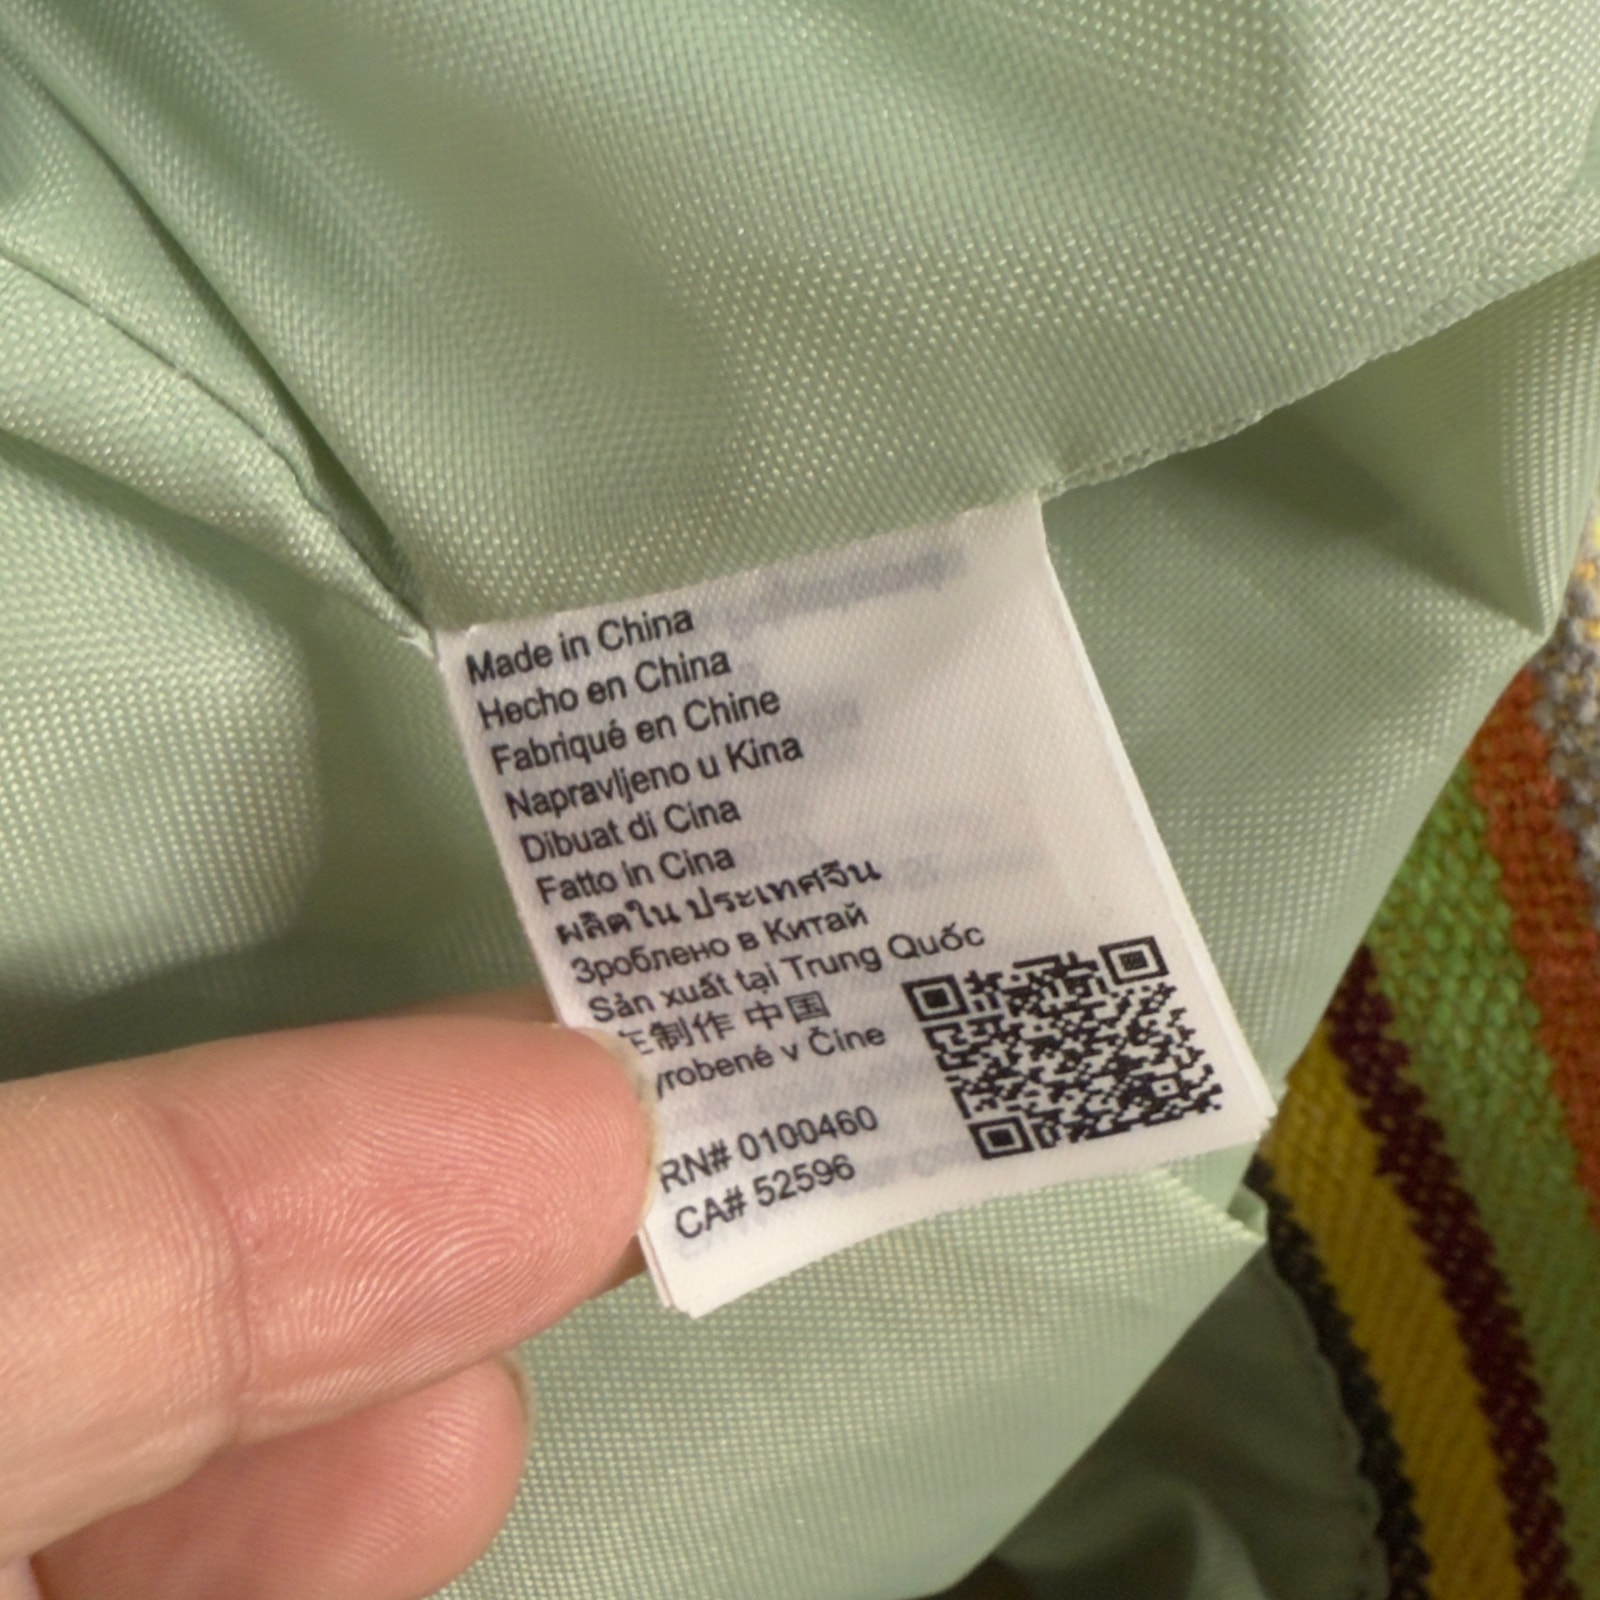 Made in China
Hecho en China
Fabriqué en Chine
Napravljeno u Kina
Dibuat di Cina
Fatto in Cina
ผลิตใน ประเทศจีน
Зроблено в Китай
Sản xuất tại Trung Quốc
在制作 中国
yrobené v Číne
RN# 0100460
CA# 52596